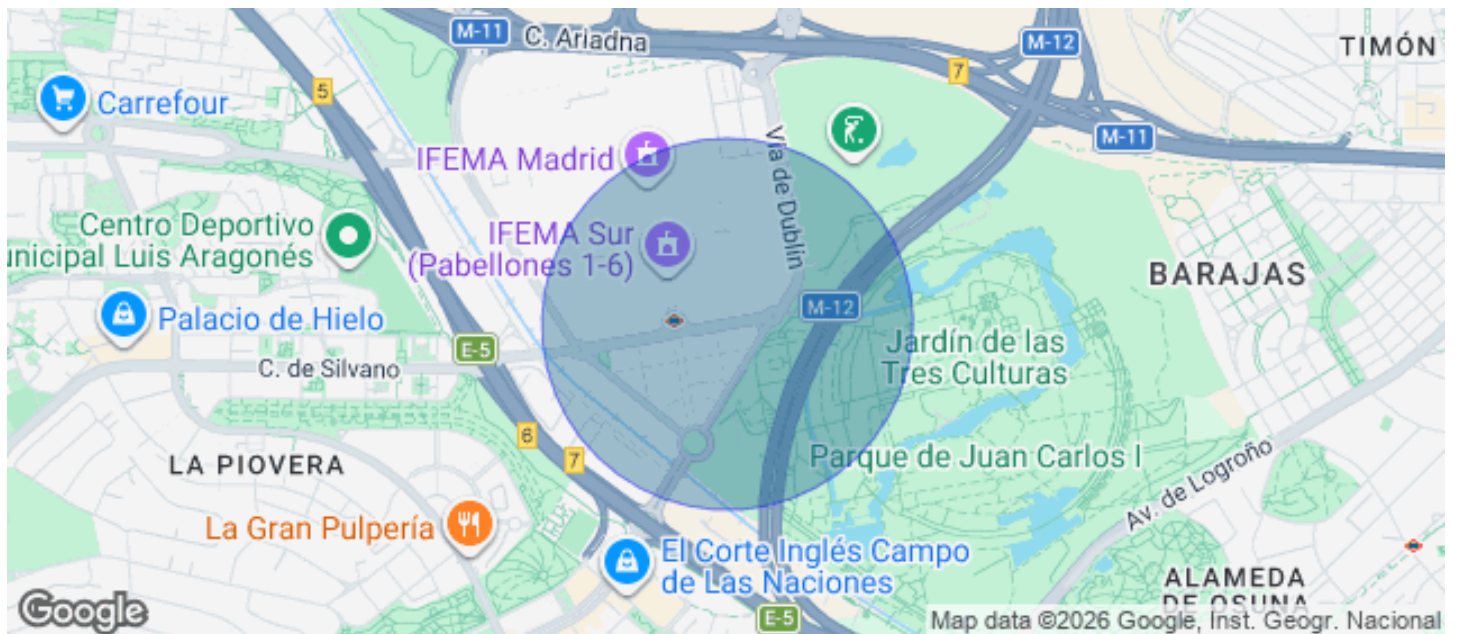 M-11
C. Ariadna
M-12
TIMÓN
7
5
Carrefour
M-11
IFEMA Madrid
Vía de Dublín
Centro Deportivo
unicipal Luis Aragonés
IFEMA Sur
(Pabellones 1-6)
BARAJAS
M-12
Palacio de Hielo
E-5
C. de Silvano
Jardín de las
Tres Culturas
6
7
LA PIOVERA
Parque de Juan Carlos I
Av. de Logroño
La Gran Pulpería
El Corte Inglés Campo
de Las Naciones
ALAMEDA
DE OSUNA
Google
E-5
Map data ©2026 Google, Inst. Geogr. Nacional